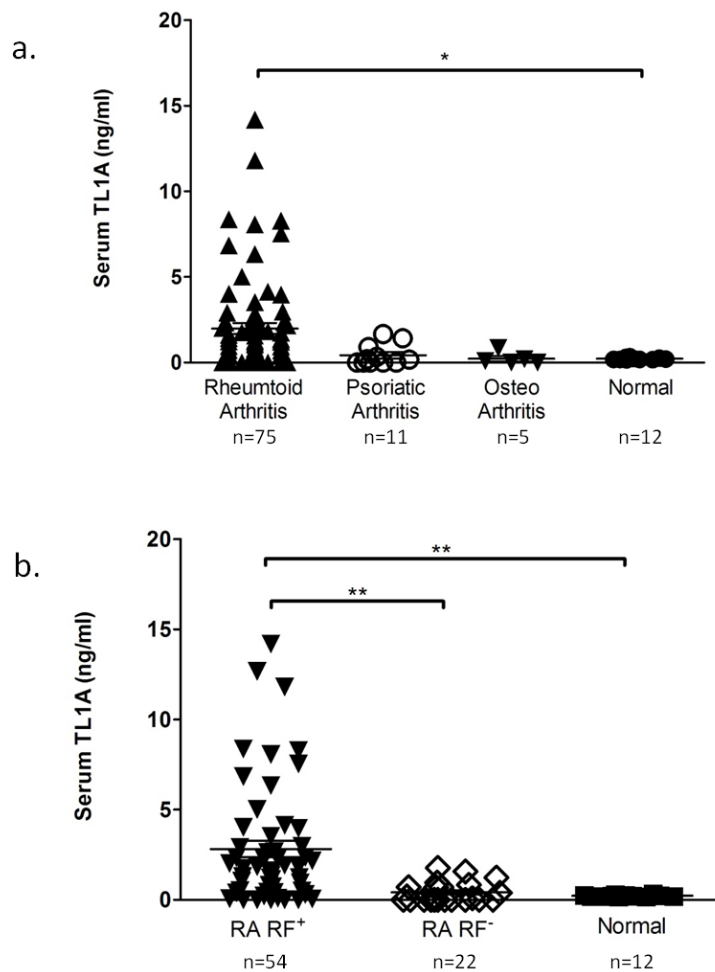 a.
Serum TL1A (ng/ml)
20
15
10
5
0
*
Rheumtoid Arthritis
Psoriatic Arthritis
Osteo Arthritis
Normal
n=75
n=11
n=5
n=12
b.
Serum TL1A (ng/ml)
20
15
10
5
0
**
**
RA RF⁺
RA RF⁻
Normal
n=54
n=22
n=12